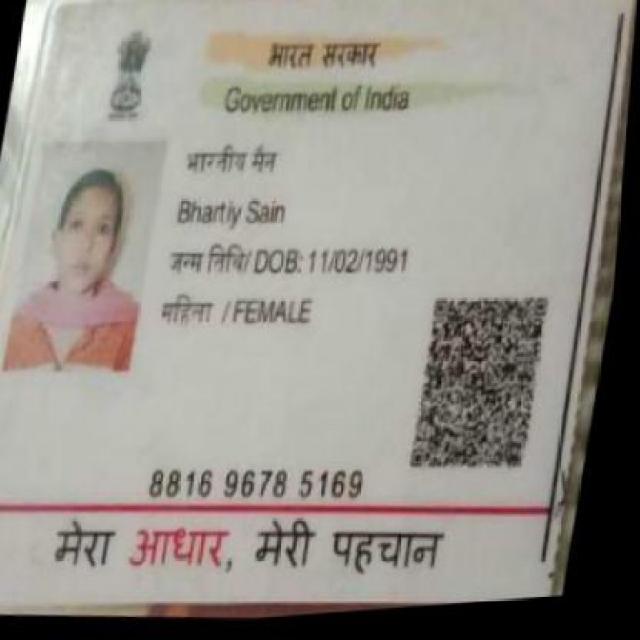 भारत सरकार
Government of India
Bhartiy Sain
जन्म तिथि/ DOB: 11/02/1991
महिला / FEMALE
8816 9678 5169
मेरा आधार, मेरी पहचान